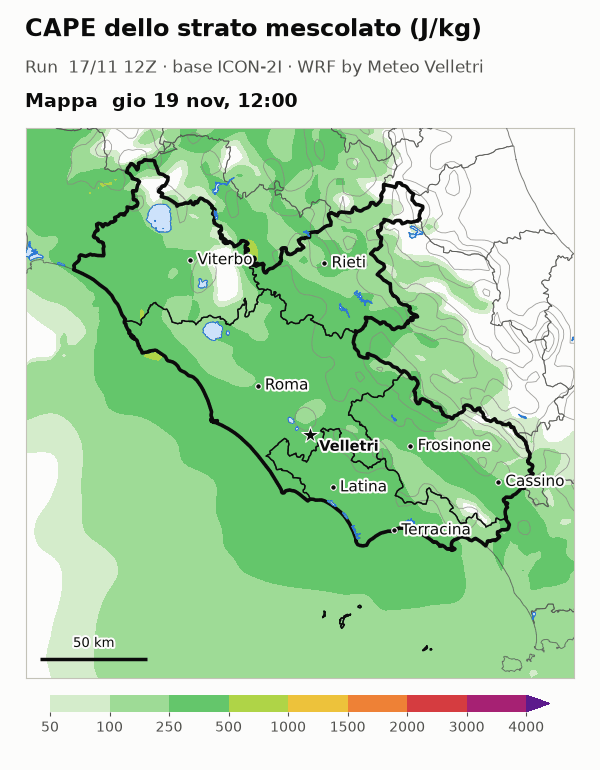 CAPE dello strato mescolato (J/kg)
Run  17/11 12Z · base ICON-2I · WRF by Meteo Velletri
Mappa  gio 19 nov, 12:00
Viterbo
Rieti
Roma
Velletri
Frosinone
Cassino
Latina
Terracina
50 km
50 100 250 500 1000 1500 2000 3000 4000